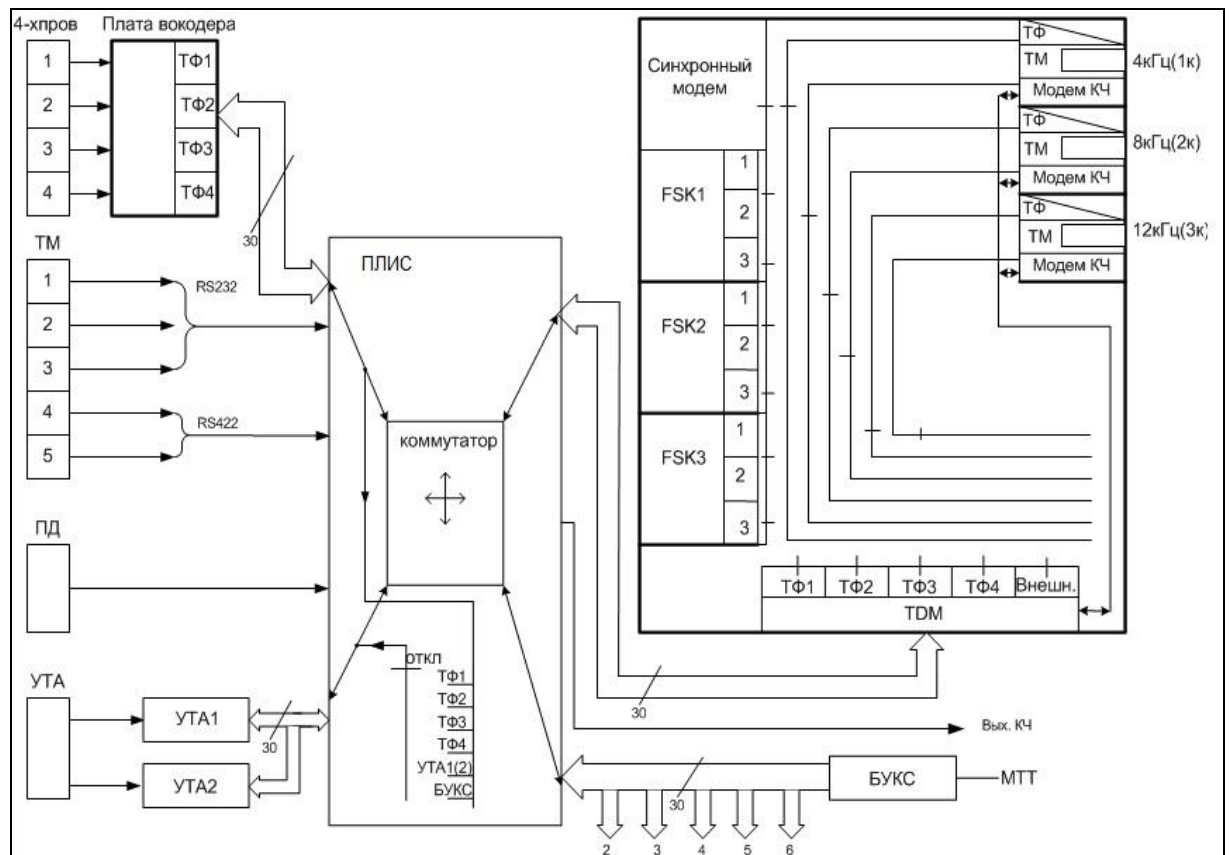 4-хпров
Плата вокодера
1
2
3
4
ТФ1
ТФ2
ТФ3
ТФ4
30
ТМ
1
2
3
4
5
RS232
RS422
ПД
УТА
УТА1
УТА2
30
ПЛИС
коммутатор
откл
ТФ1
ТФ2
ТФ3
ТФ4
УТА1(2)
БУКС
Синхронный
модем
FSK1
1
2
3
FSK2
1
2
3
FSK3
1
2
3
ТФ
ТМ
4кГц(1к)
Модем КЧ
ТФ
ТМ
8кГц(2к)
Модем КЧ
ТФ
ТМ
12кГц(3к)
Модем КЧ
ТФ1
ТФ2
ТФ3
ТФ4
Внешн.
TDM
30
Вых. КЧ
30
БУКС
МТТ
2
3
4
5
6